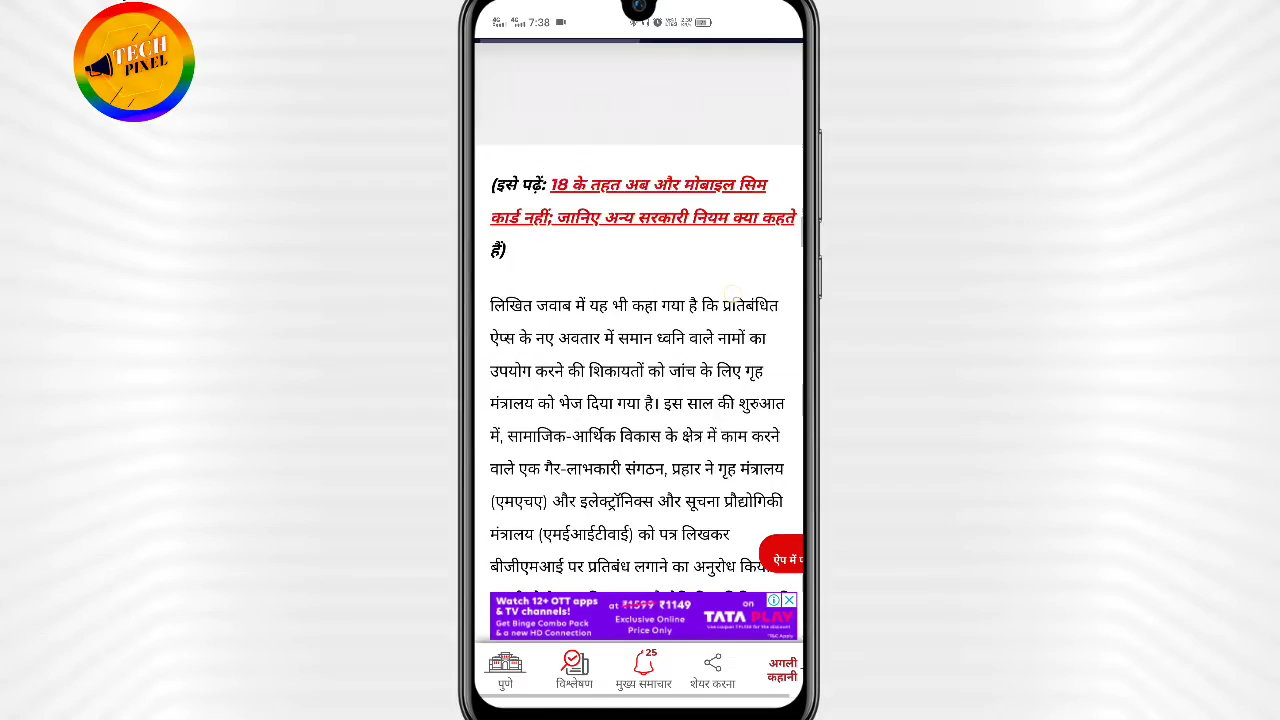 TECH
PIXEL
7:38
(इसे पढ़ें: 18 के तहत अब और मोबाइल सिम
कार्ड नहीं; जानिए अन्य सरकारी नियम क्या कहते
हैं)
लिखित जवाब में यह भी कहा गया है कि प्रतिबंधित
ऐप्स के नए अवतार में समान ध्वनि वाले नामों का
उपयोग करने की शिकायतों को जांच के लिए गृह
मंत्रालय को भेज दिया गया है। इस साल की शुरुआत
में, सामाजिक-आर्थिक विकास के क्षेत्र में काम करने
वाले एक गैर-लाभकारी संगठन, प्रहार ने गृह मंत्रालय
(एमएचए) और इलेक्ट्रॉनिक्स और सूचना प्रौद्योगिकी
मंत्रालय (एमईआईटीवाई) को पत्र लिखकर
बीजीएमआई पर प्रतिबंध लगाने का अनुरोध
ऐप में
Watch 12+ OTT apps
& TV channels!
Get Binge Combo Pack
& a new HD Connection
at ₹1599 ₹1149
Exclusive Online
Price Only
on
TATA PLAY
*T&C Apply
25
पुणे
विश्लेषण
मुख्य समाचार
शेयर करना
अगली
कहानी